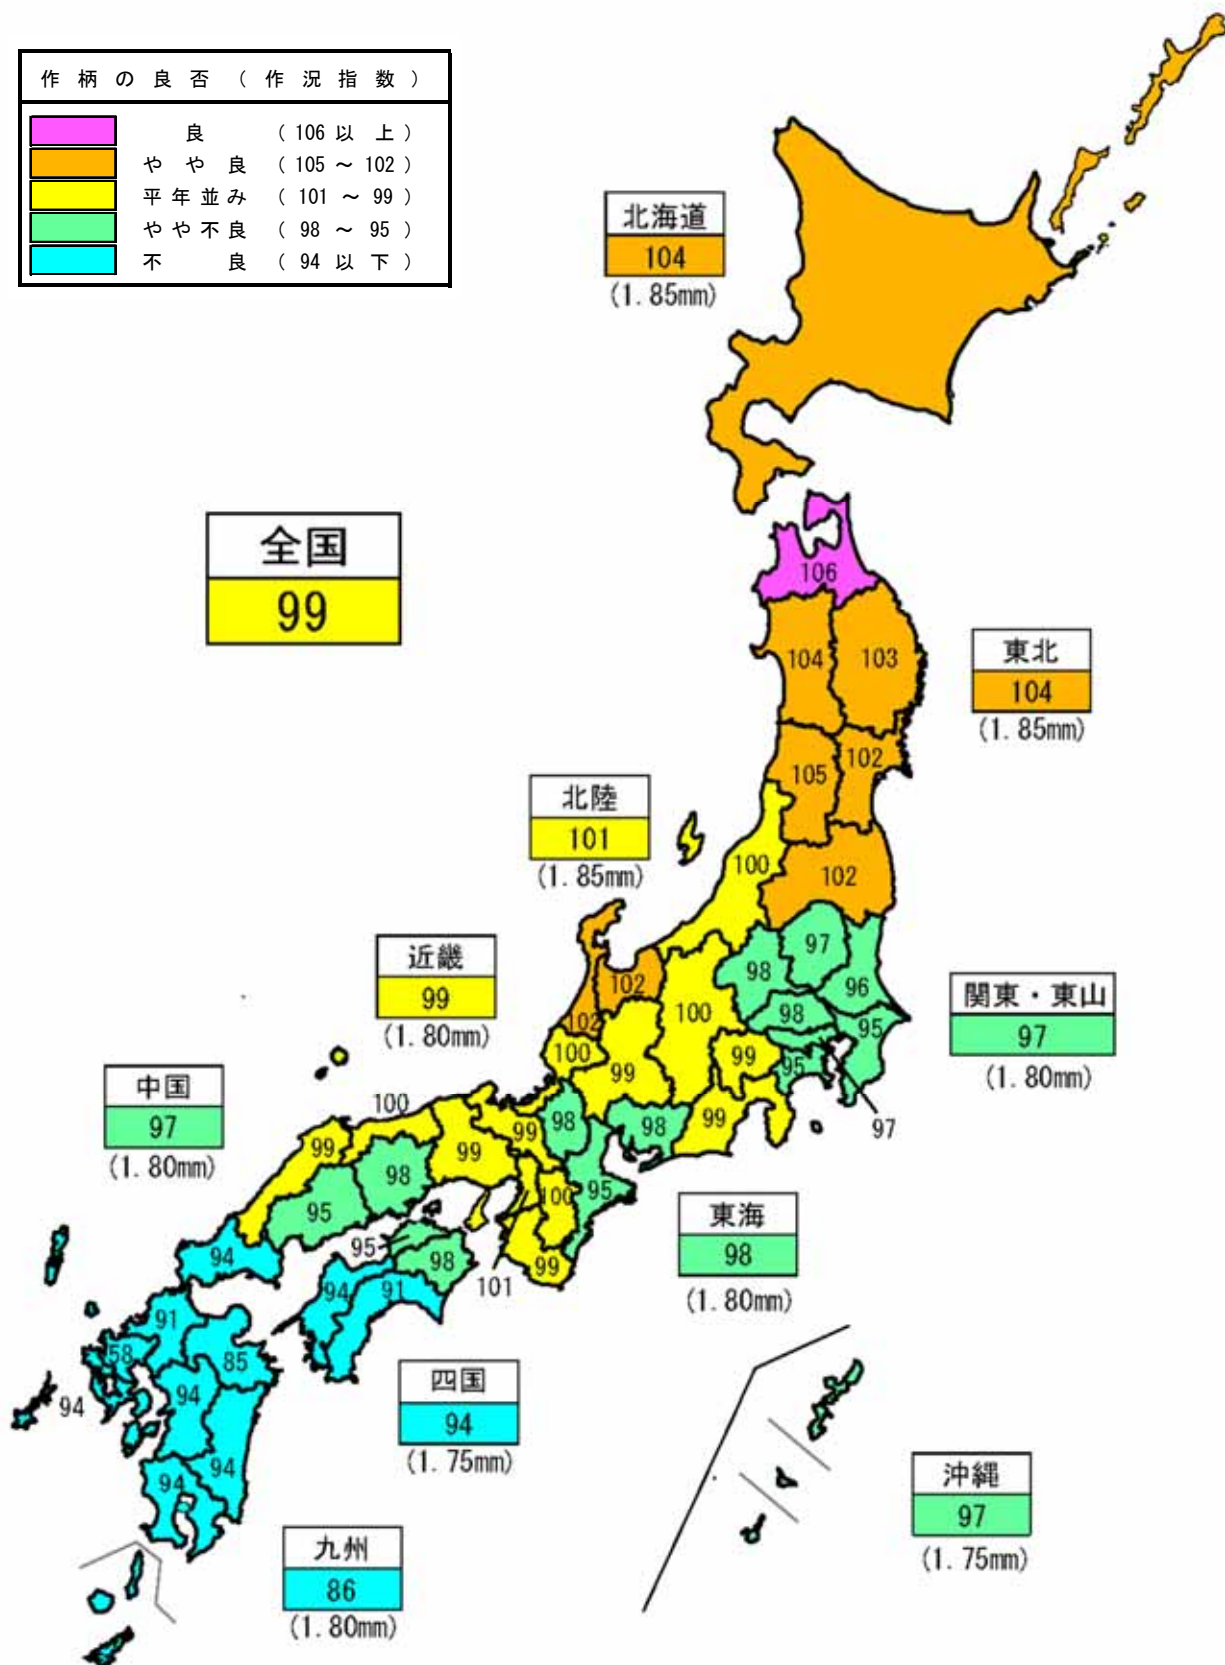 作柄の良否（作況指数）
良 （106以上）
やや良 （105～102）
平年並み （101～99）
やや不良 （98～95）
不良 （94以下）
北海道
104
(1.85mm)
全国
99
106
104
103
東北
104
(1.85mm)
105
102
北陸
101
(1.85mm)
100
102
近畿
99
(1.80mm)
102
102
100
98
97
96
98
95
関東・東山
97
(1.80mm)
100
99
99
95
97
中国
97
(1.80mm)
100
99
98
95
94
99
99
98
98
99
95
100
101
99
東海
98
(1.80mm)
95
98
94
91
四国
94
(1.75mm)
91
58
85
94
94
94
94
九州
86
(1.80mm)
沖縄
97
(1.75mm)